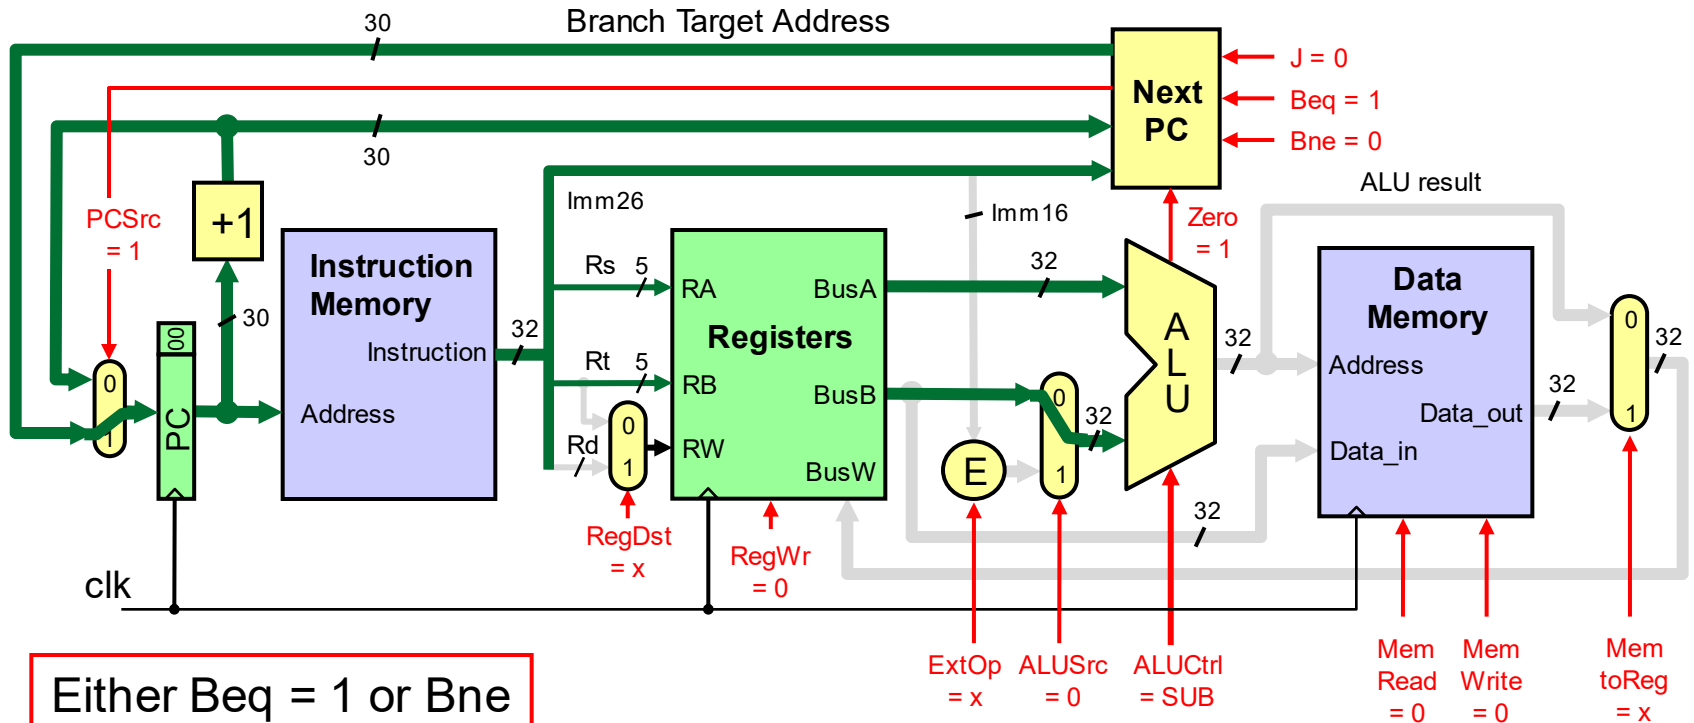 30
Branch Target Address
J = 0
Next
PC
Beq = 1
Bne = 0
30
ALU result
Imm26
Imm16
PCSrc
= 1
+1
Zero
= 1
Instruction
Memory
Rs
5
RA
BusA
32
Data
Memory
00
30
Instruction
32
Registers
ALU
32
0
32
Address
Rt
5
RB
BusB
0
32
Address
0
1
PC
0
1
Rd
RW
BusW
E
1
Data_out
32
1
Data_in
32
RegDst
= x
RegWr
= 0
clk
ExtOp
= x
ALUSrc
= 0
ALUCtrl
= SUB
Mem
Read
= 0
Mem
Write
= 0
Mem
toReg
= x
Either Beq = 1 or Bne